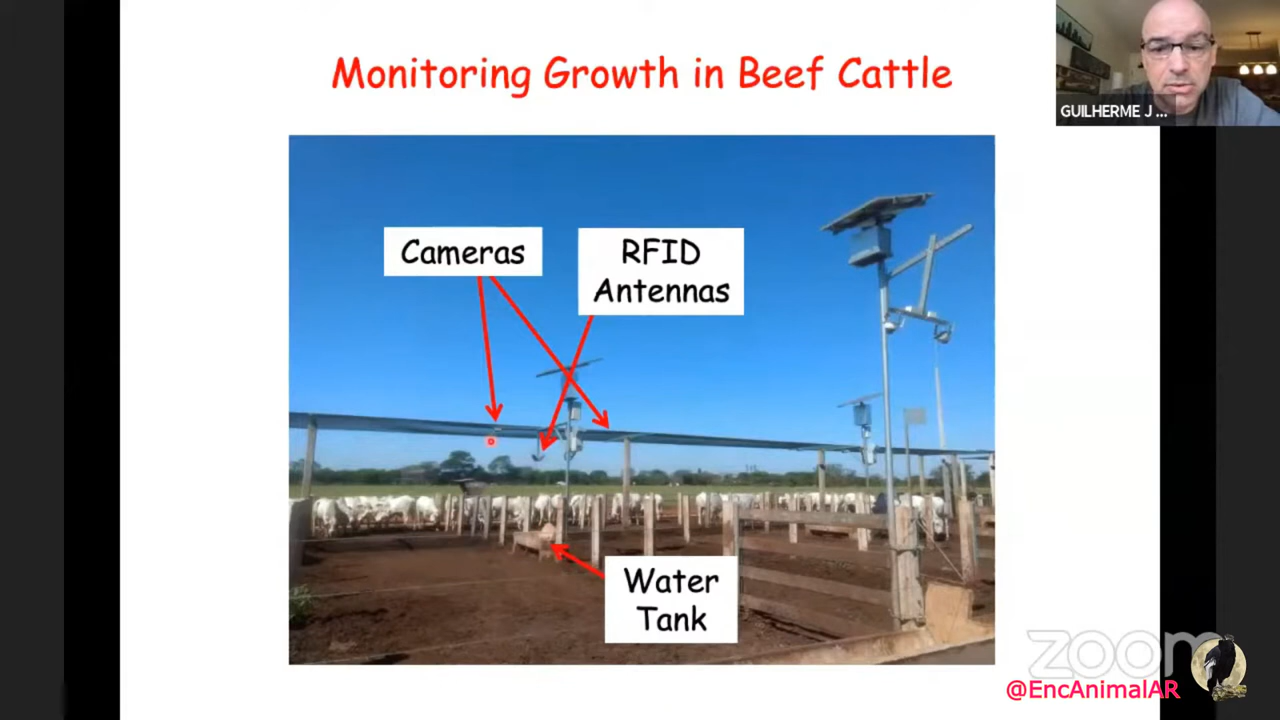 Monitoring Growth in Beef Cattle
GUILHERME J ...
Cameras
RFID
Antennas
Water
Tank
zoom
@EncAnimalAR